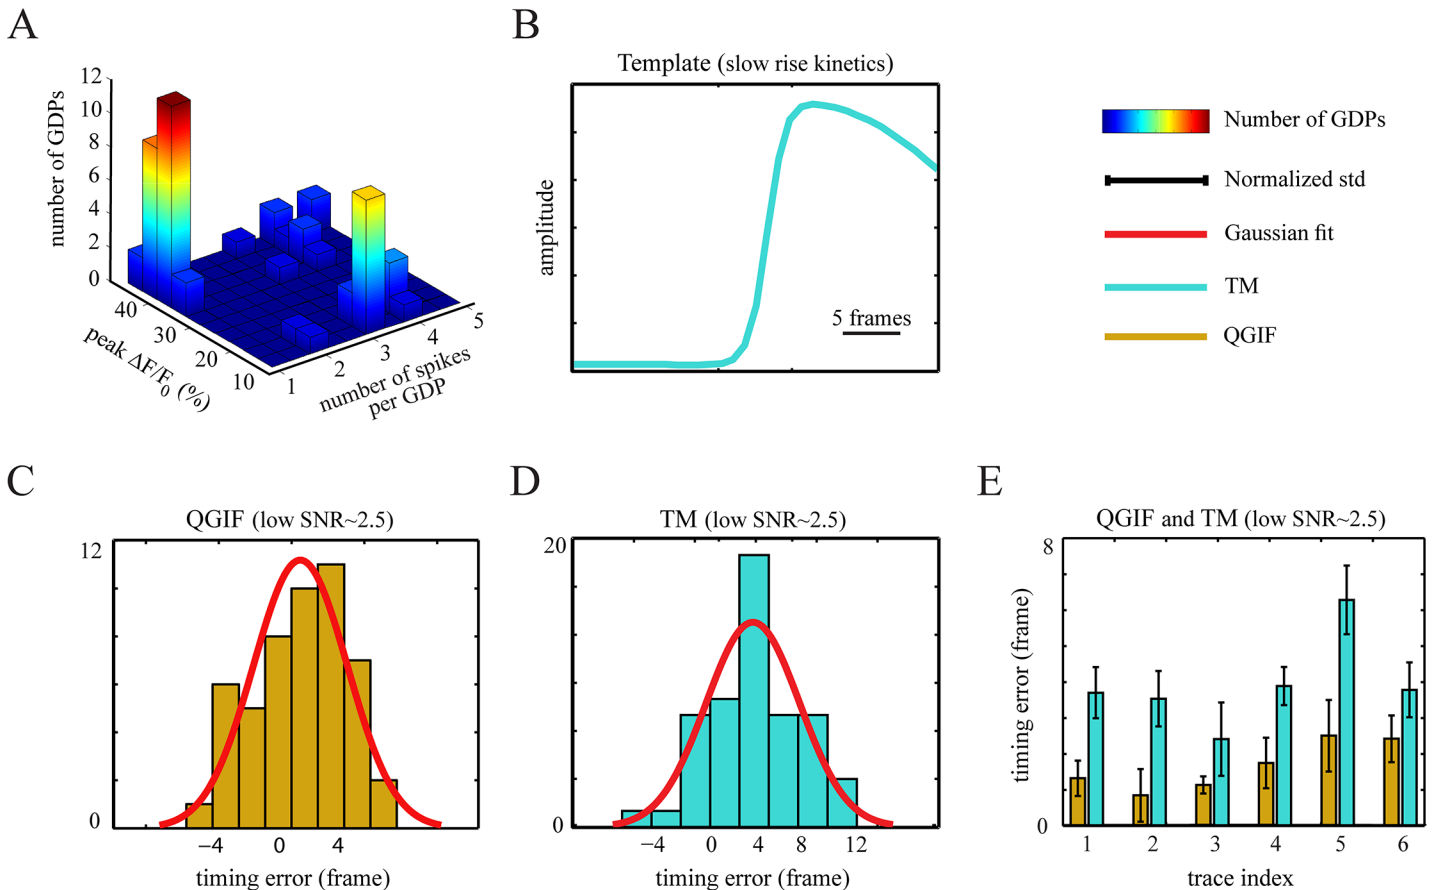 A
number of GDPs
12
10
8
6
4
2
0
40
30
20
10
peak ΔF/F0 (%)
1
2
3
4
5
number of spikes
per GDP
B
Template (slow rise kinetics)
amplitude
5 frames
Number of GDPs
Normalized std
Gaussian fit
TM
QGIF
C
QGIF (low SNR~2.5)
12
0
−4 0 4
timing error (frame)
D
TM (low SNR~2.5)
20
0
−4 0 4 8 12
timing error (frame)
E
QGIF and TM (low SNR~2.5)
timing error (frame)
8
0
1 2 3 4 5 6
trace index